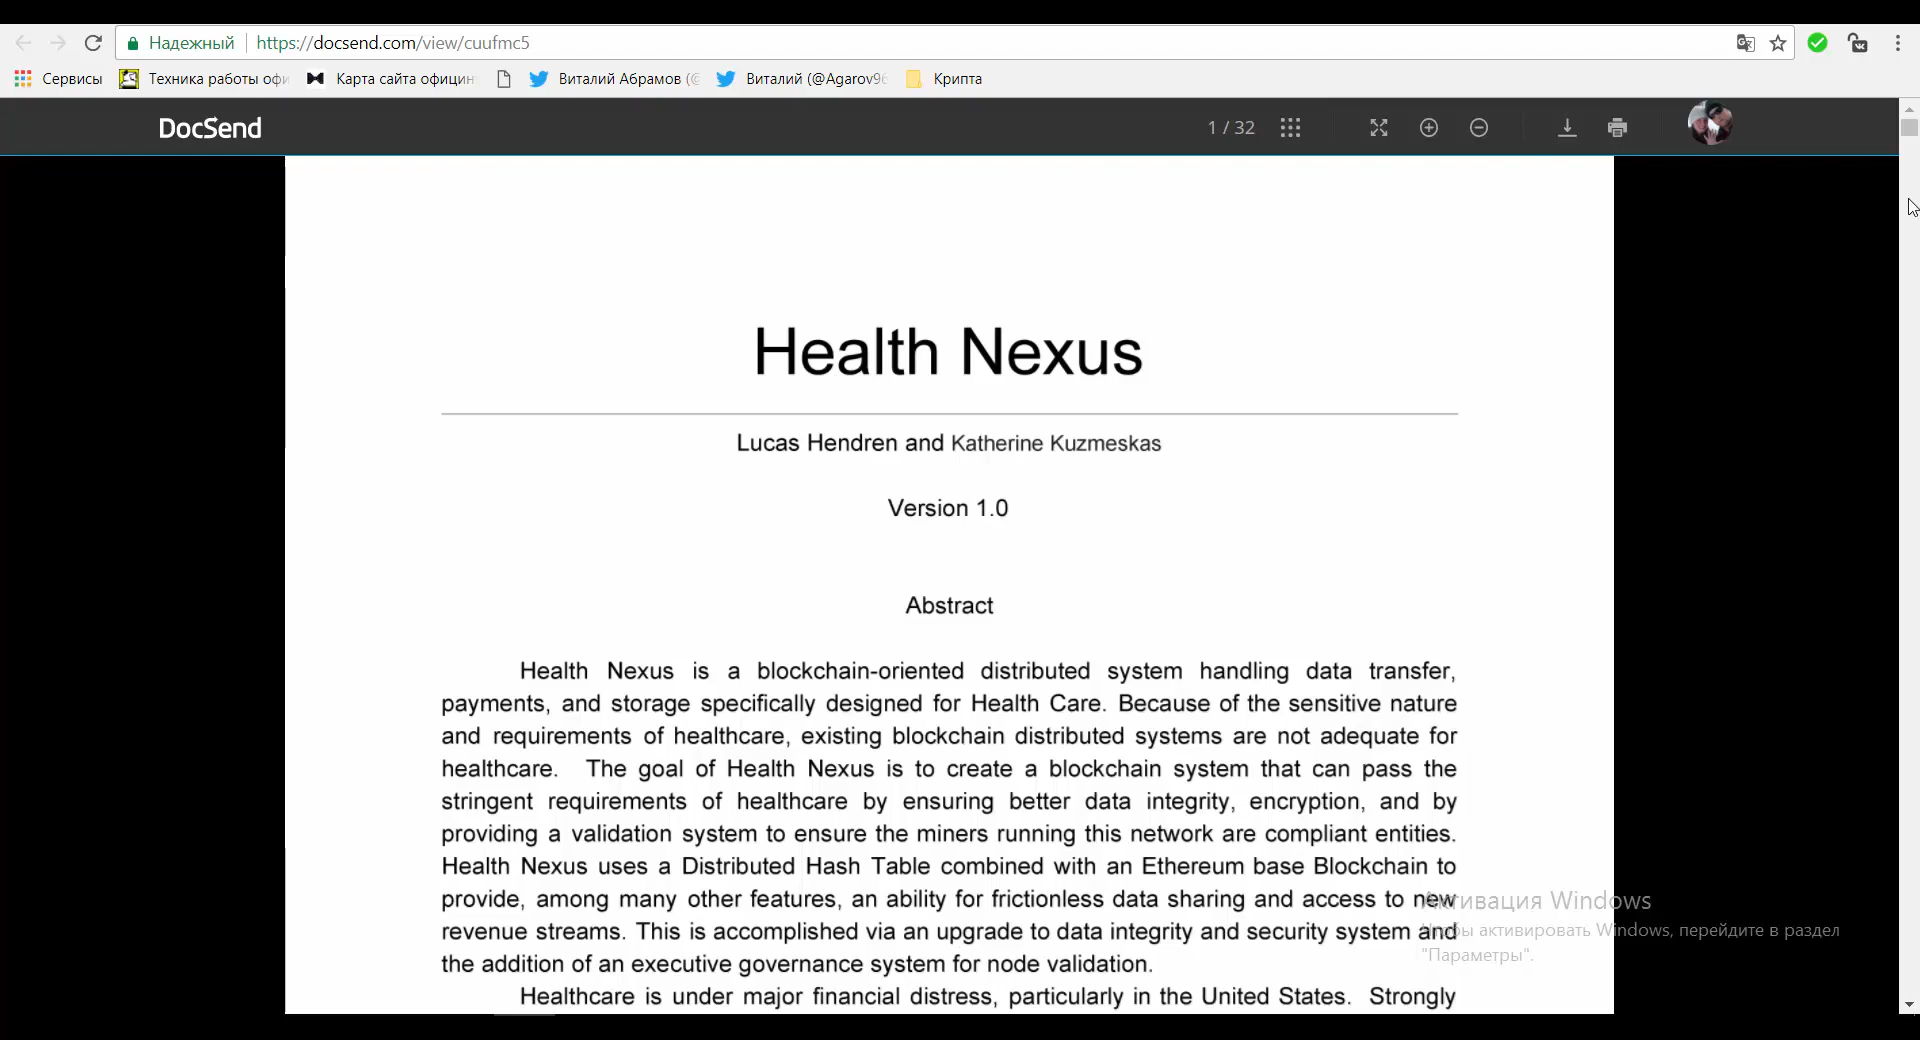 Надежный https://docsend.com/view/cuufmc5
Сервисы Техника работы офи Карта сайта официн Виталий Абрамов (@ Виталий (@Agarov96 Крипта
DocSend 1 / 32
Health Nexus
Lucas Hendren and Katherine Kuzmeskas
Version 1.0
Abstract
Health Nexus is a blockchain-oriented distributed system handling data transfer,
payments, and storage specifically designed for Health Care. Because of the sensitive nature
and requirements of healthcare, existing blockchain distributed systems are not adequate for
healthcare. The goal of Health Nexus is to create a blockchain system that can pass the
stringent requirements of healthcare by ensuring better data integrity, encryption, and by
providing a validation system to ensure the miners running this network are compliant entities.
Health Nexus uses a Distributed Hash Table combined with an Ethereum base Blockchain to
provide, among many other features, an ability for frictionless data sharing and access to new
revenue streams. This is accomplished via an upgrade to data integrity and security system and
the addition of an executive governance system for node validation.
Healthcare is under major financial distress, particularly in the United States. Strongly
Активация Windows
Чтобы активировать Windows, перейдите в раздел
"Параметры".